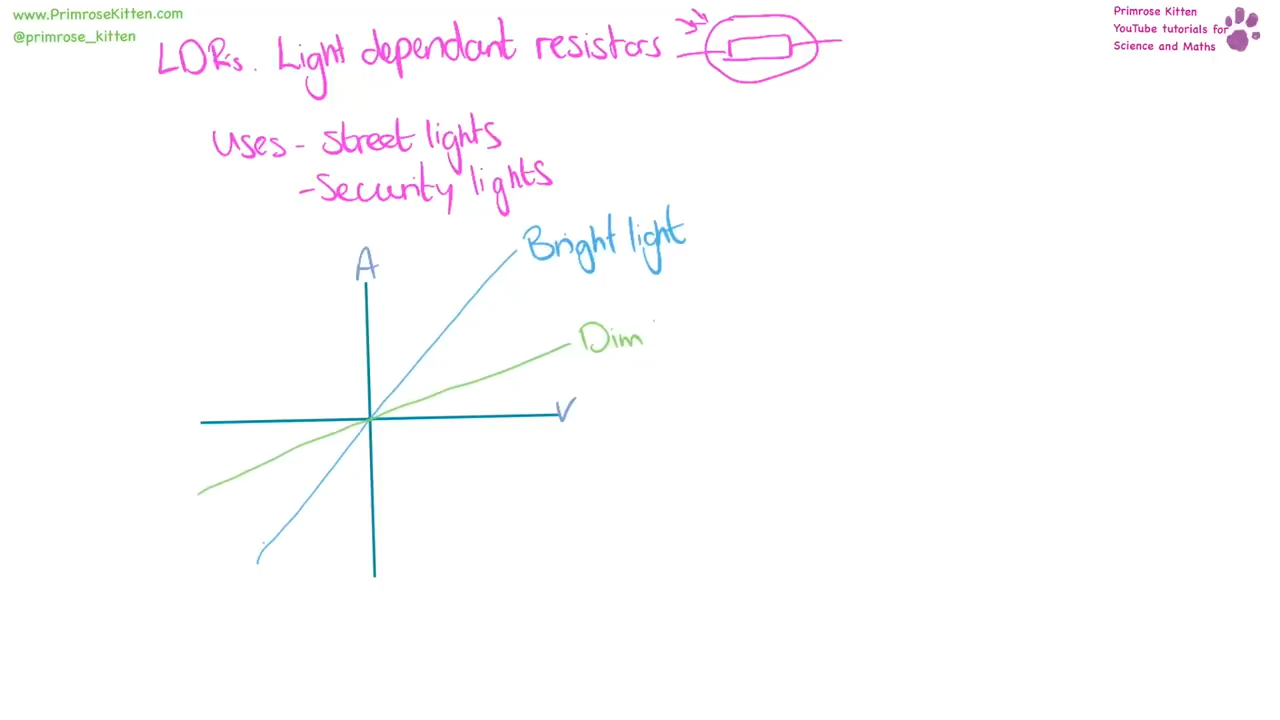 www.PrimroseKitten.com
@primrose_kitten
Primrose Kitten
YouTube tutorials for
Science and Maths
LDR's. Light dependant resistors
Uses - street lights
- Security lights
Bright light
A
Dim
V